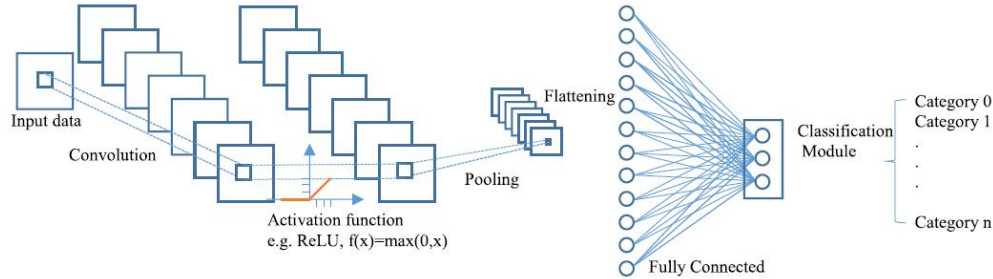 Input data
Convolution
Activation function
e.g. ReLU, f(x)=max(0,x)
Pooling
Flattening
Fully Connected
Classification
Module
Category 0
Category 1
.
.
.
Category n